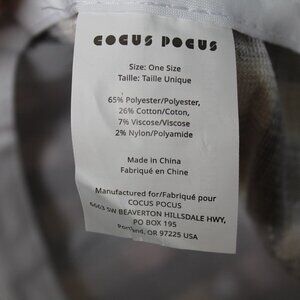 COCUS POCUS
Size: One Size
Taille: Taille Unique
65% Polyester/Polyester,
26% Cotton/Coton,
7% Viscose/Viscose
2% Nylon/Polyamide
Made in China
Fabriqué en Chine
Manufactured for/Fabriqué pour
COCUS POCUS
6663 SW BEAVERTON HILLSDALE HWY,
PO BOX 195
Portland, OR 97225 USA